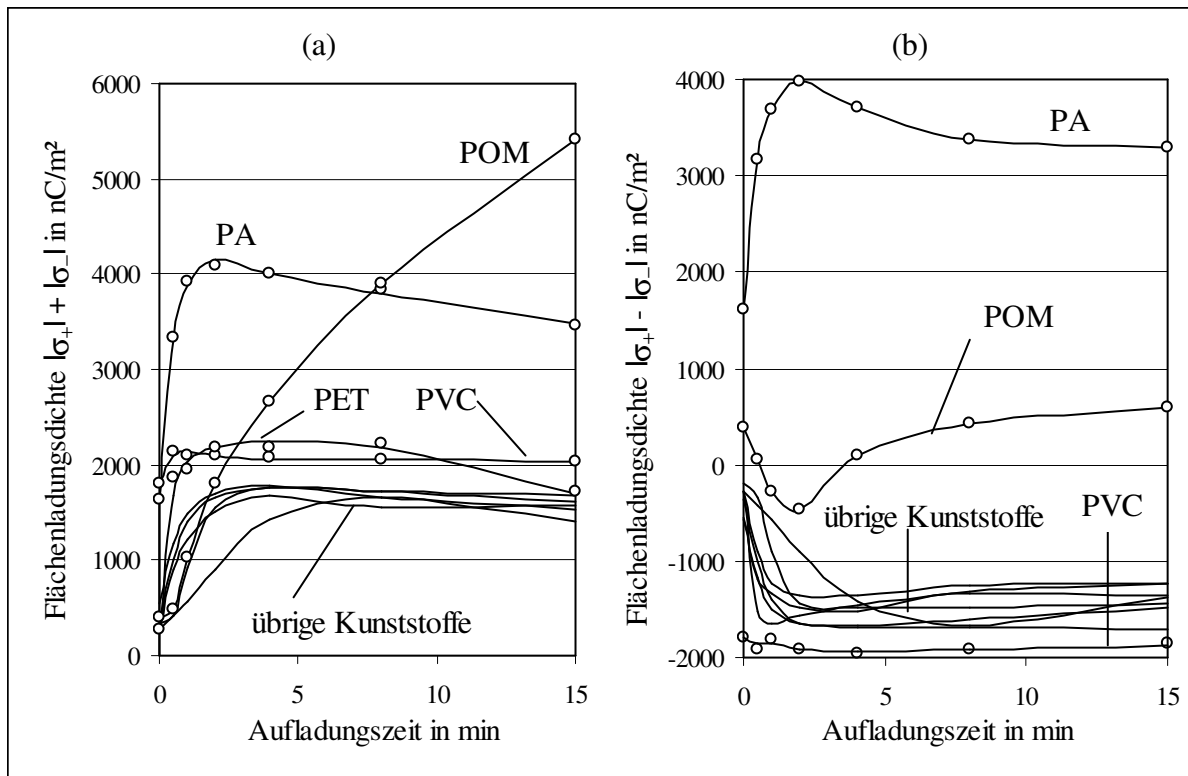 (a)
Flächenladungsdichte |σ₊| + |σ₋| in nC/m²
6000
5000
4000
3000
2000
1000
0
POM
PA
PET
PVC
übrige Kunststoffe
0
5
10
15
Aufladungszeit in min
(b)
Flächenladungsdichte |σ₊| - |σ₋| in nC/m²
4000
3000
2000
1000
0
-1000
-2000
PA
POM
übrige Kunststoffe
PVC
0
5
10
15
Aufladungszeit in min